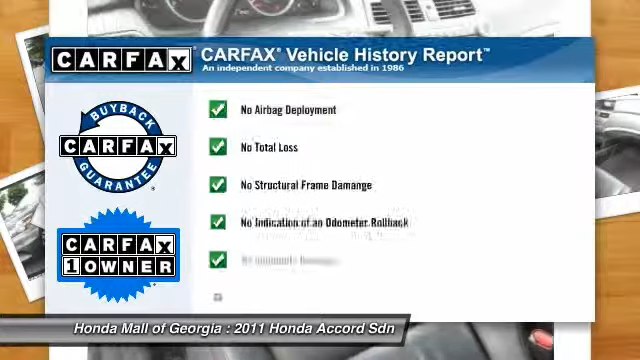 CARFAX
CARFAX® Vehicle History Report™
An independent company established in 1986
BUYBACK
CARFAX
GUARANTEE
CARFAX
1 OWNER
No Airbag Deployment
No Total Loss
No Structural Frame Damange
No Indication of an Odometer Rollback
Honda Mall of Georgia : 2011 Honda Accord Sdn